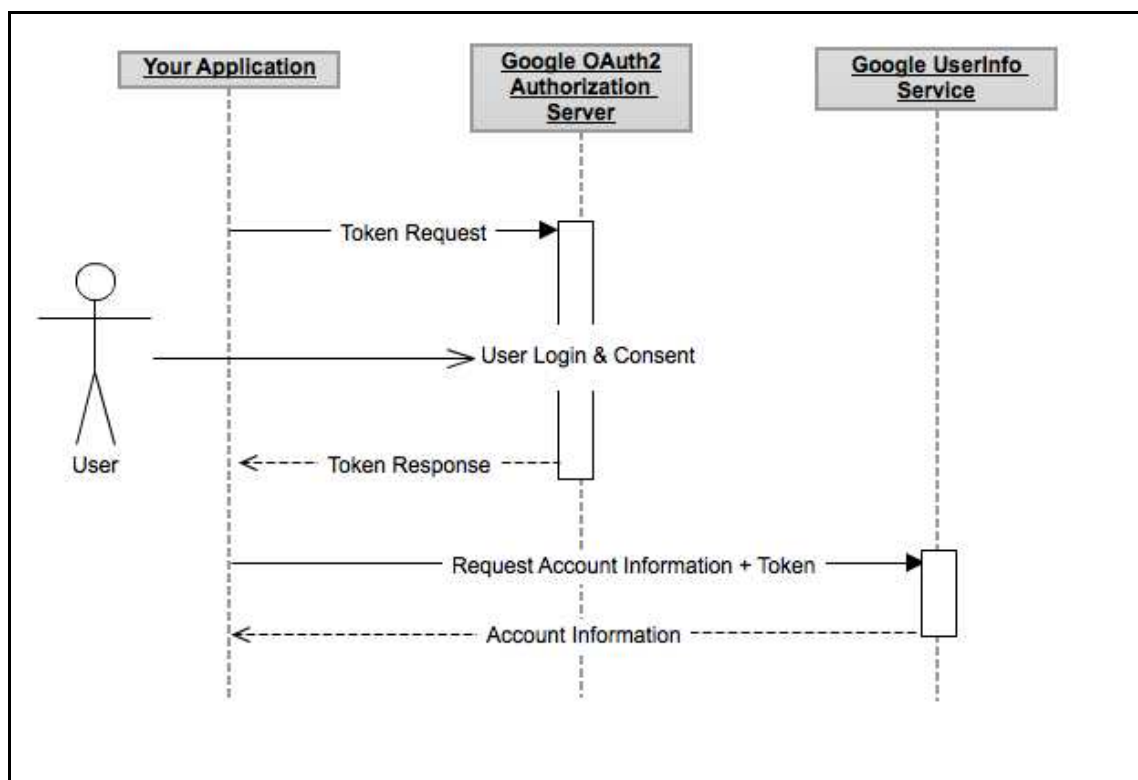 Your Application
Google OAuth2
Authorization
Server
Google UserInfo
Service
Token Request
User Login & Consent
User
Token Response
Request Account Information + Token
Account Information